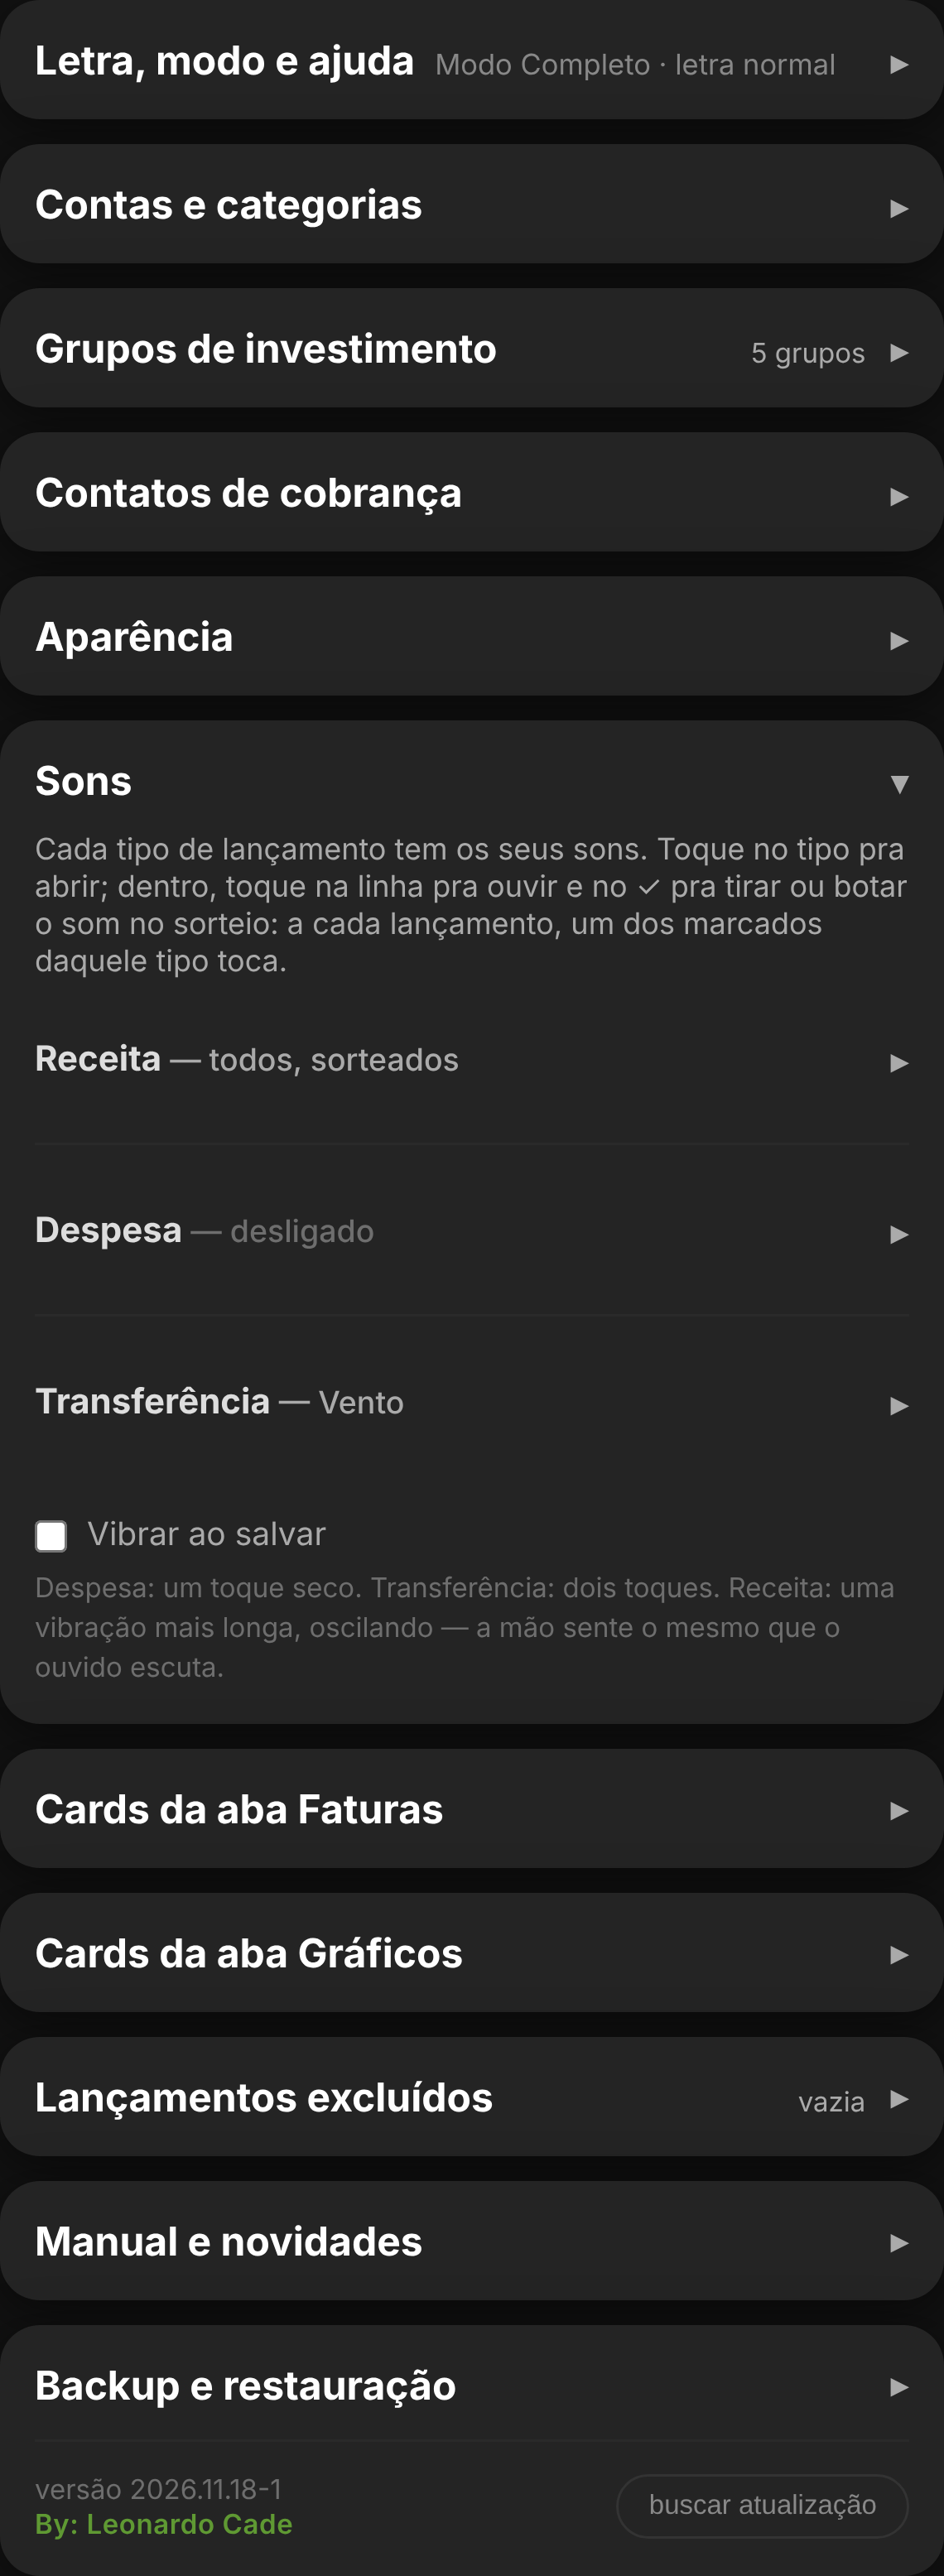 Letra, modo e ajuda Modo Completo · letra normal ▶
Contas e categorias ▶
Grupos de investimento 5 grupos ▶
Contatos de cobrança ▶
Aparência ▶
Sons ▼
Cada tipo de lançamento tem os seus sons. Toque no tipo pra
abrir; dentro, toque na linha pra ouvir e no ✓ pra tirar ou botar
o som no sorteio: a cada lançamento, um dos marcados
daquele tipo toca.
Receita — todos, sorteados ▶
Despesa — desligado ▶
Transferência — Vento ▶
Vibrar ao salvar
Despesa: um toque seco. Transferência: dois toques. Receita: uma
vibração mais longa, oscilando — a mão sente o mesmo que o
ouvido escuta.
Cards da aba Faturas ▶
Cards da aba Gráficos ▶
Lançamentos excluídos vazia ▶
Manual e novidades ▶
Backup e restauração ▶
versão 2026.11.18-1
By: Leonardo Cade
buscar atualização